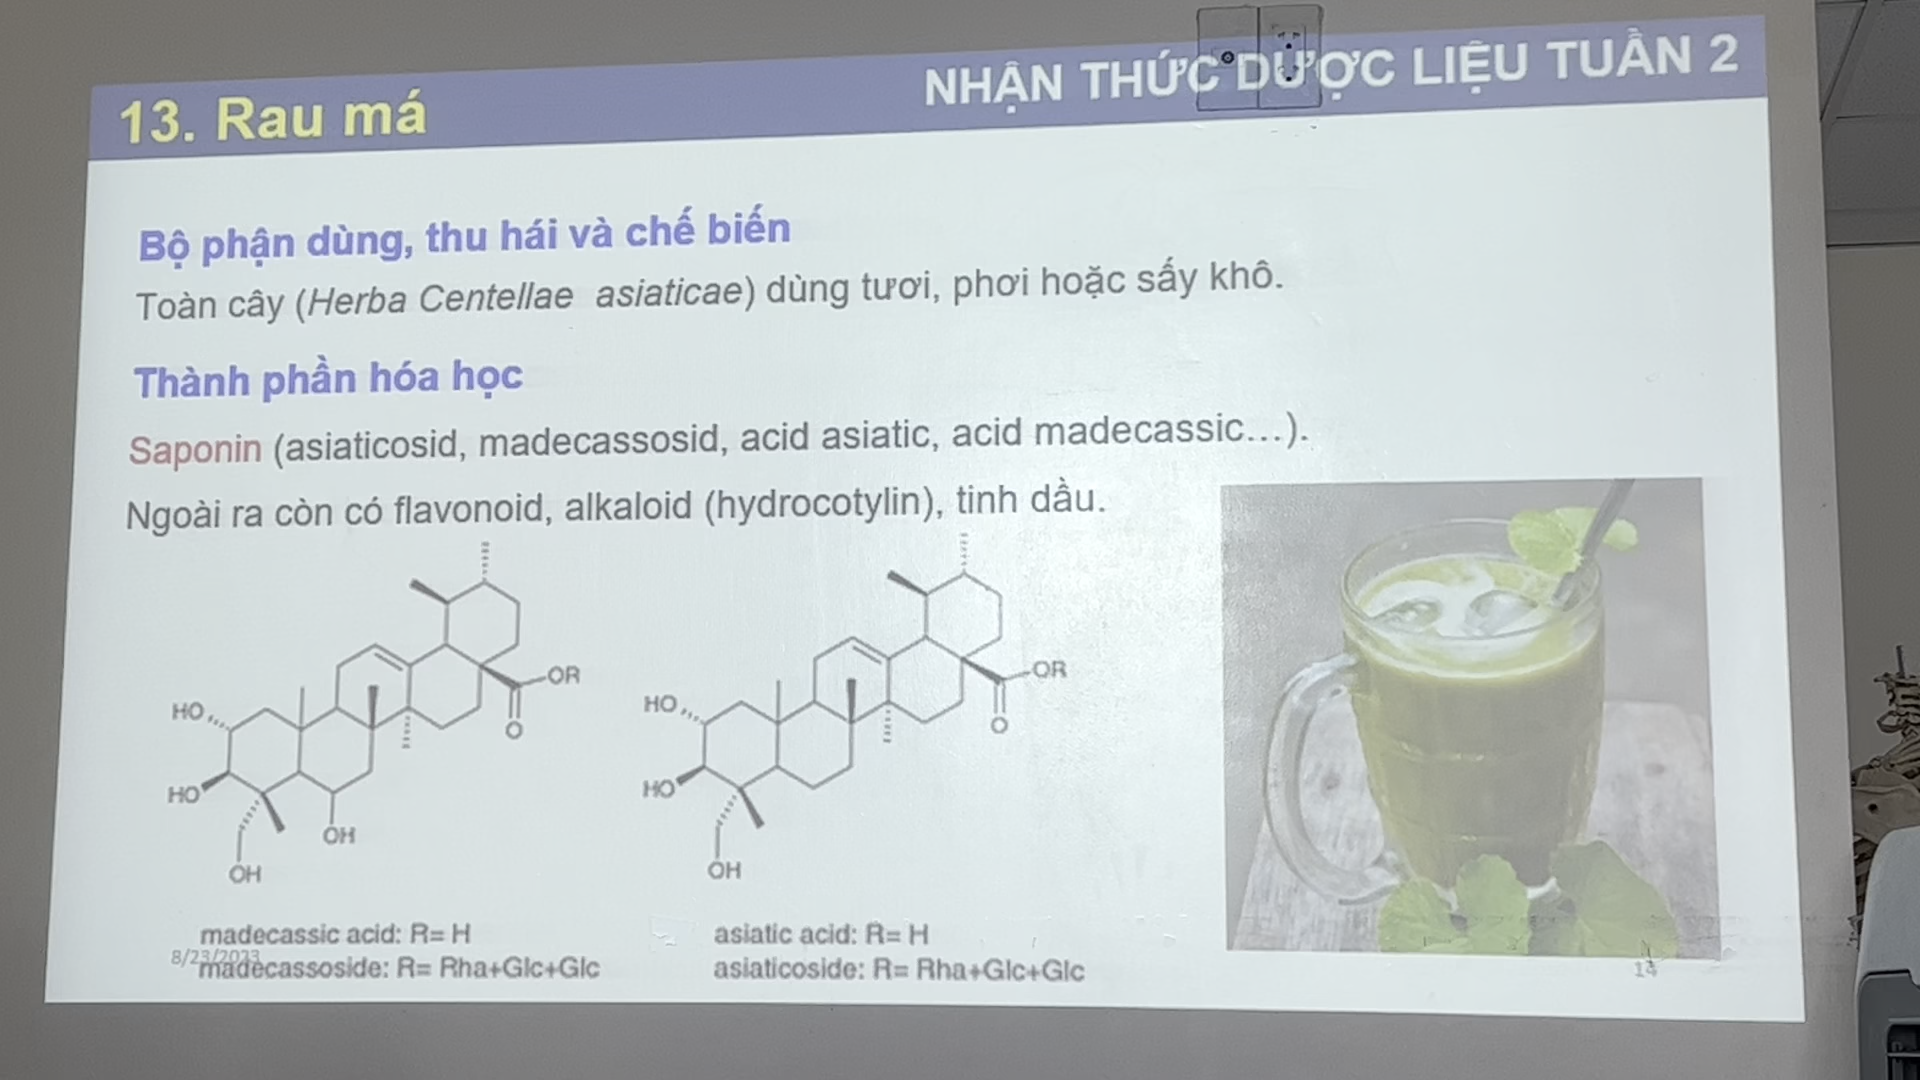 13. Rau má
NHẬN THỨC DƯỢC LIỆU TUẦN 2
Bộ phận dùng, thu hái và chế biến
Toàn cây (Herba Centellae asiaticae) dùng tươi, phơi hoặc sấy khô.
Thành phần hóa học
Saponin (asiaticosid, madecassosid, acid asiatic, acid madecassic...).
Ngoài ra còn có flavonoid, alkaloid (hydrocotylin), tinh dầu.
HO
HO
OH
OH
OR
O
HO
HO
OH
OR
O
madecassic acid: R= H
madecassoside: R= Rha+Glc+Glc
asiatic acid: R= H
asiaticoside: R= Rha+Glc+Glc
8/23/2023
14